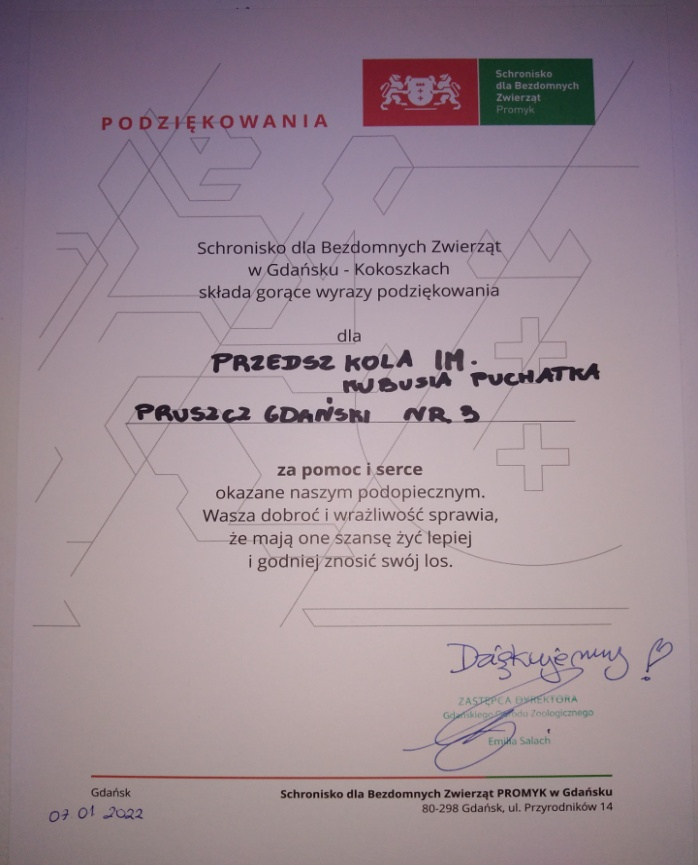 PODZIĘKOWANIA
Schronisko
dla Bezdomnych
Zwierząt
Promyk
Schronisko dla Bezdomnych Zwierząt
w Gdańsku - Kokoszkach
składa gorące wyrazy podziękowania
dla
PRZEDSZKOLA IM.
KUBUSIA PUCHATKA
PRUSZCZ GDAŃSKI NR 3
za pomoc i serce
okazane naszym podopiecznym.
Wasza dobroć i wrażliwość sprawia,
że mają one szansę żyć lepiej
i godniej znosić swój los.
Dziękujemy!
ZASTĘPCA DYREKTORA
Gdańskiego Ogrodu Zoologicznego
Emilia Salach
Gdańsk
07 01 2022
Schronisko dla Bezdomnych Zwierząt PROMYK w Gdańsku
80-298 Gdańsk, ul. Przyrodników 14